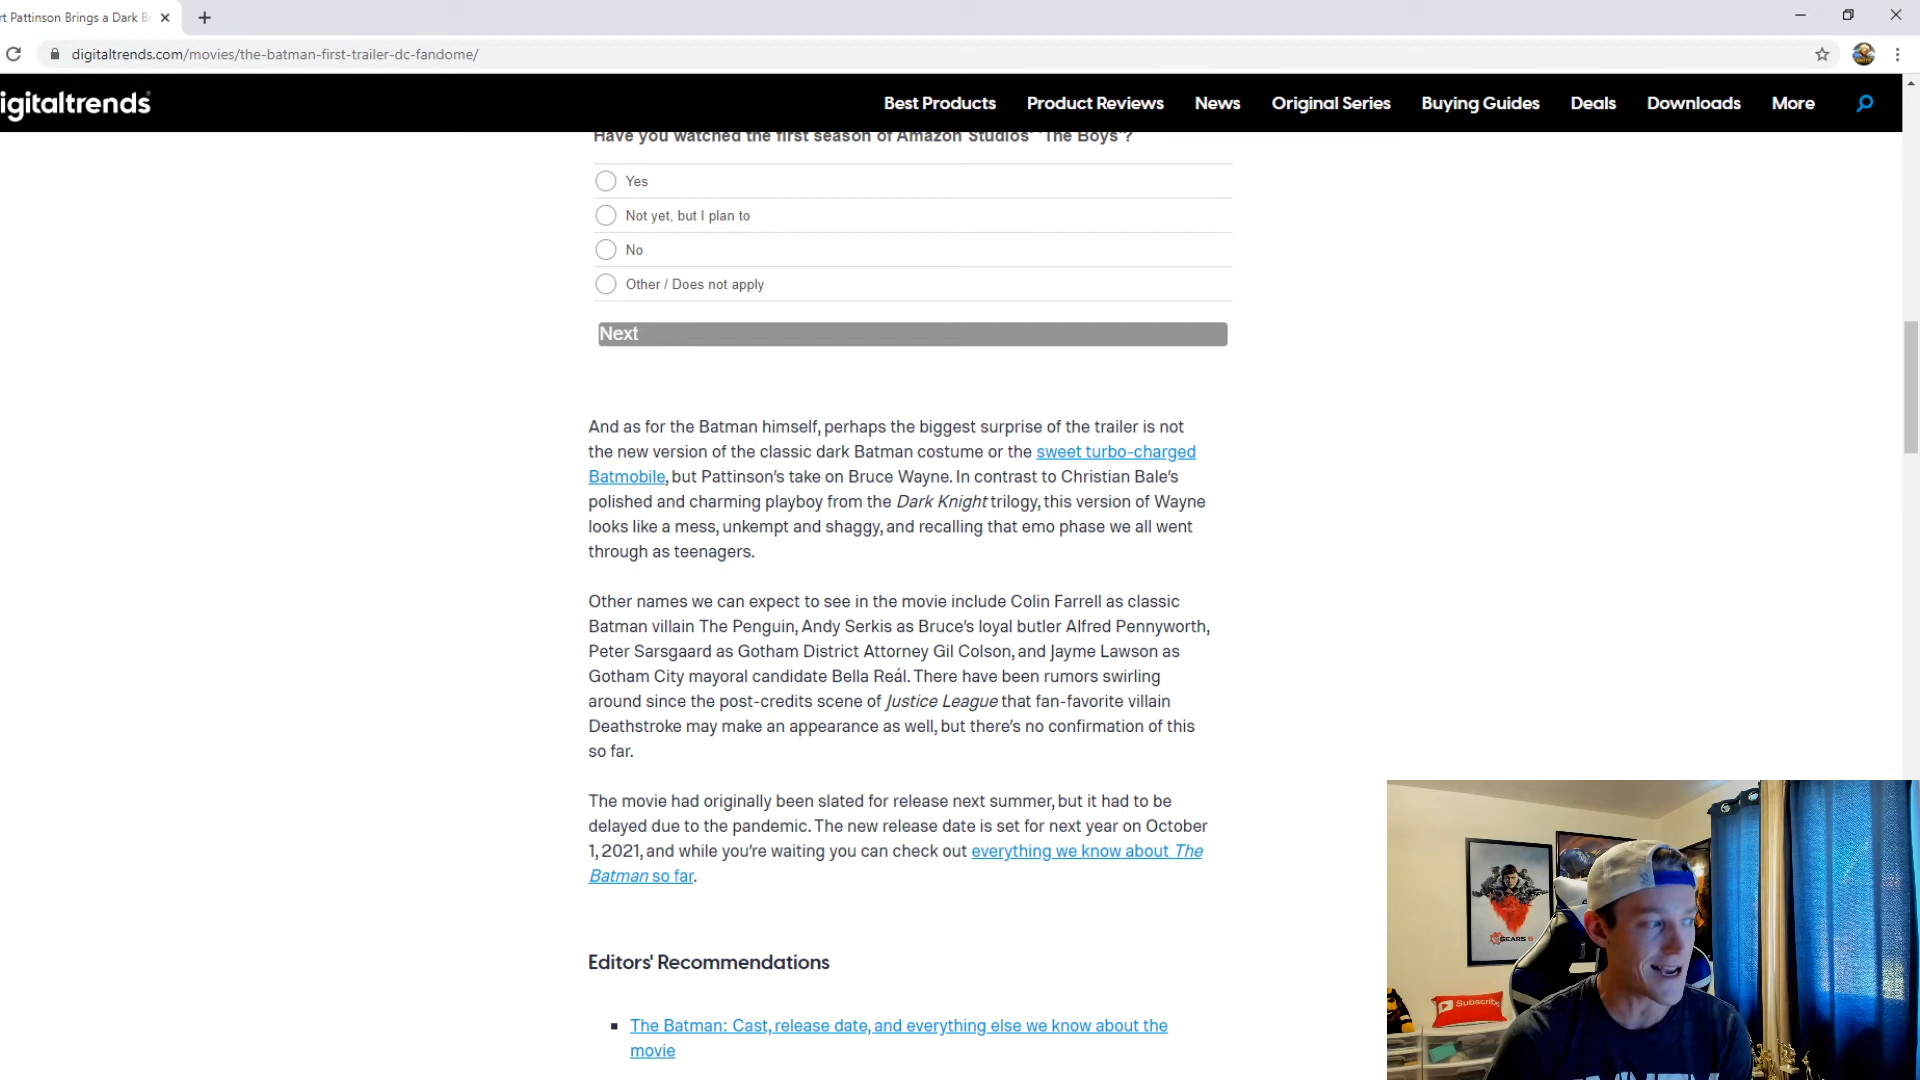 rt Pattinson Brings a Dark B
digitaltrends.com/movies/the-batman-first-trailer-dc-fandome/
igitaltrends
Best Products
Product Reviews
News
Original Series
Buying Guides
Deals
Downloads
More
Have you watched the first season of Amazon Studios' 'The Boys'?
Yes
Not yet, but I plan to
No
Other / Does not apply
Next
And as for the Batman himself, perhaps the biggest surprise of the trailer is not
the new version of the classic dark Batman costume or the sweet turbo-charged
Batmobile, but Pattinson's take on Bruce Wayne. In contrast to Christian Bale's
polished and charming playboy from the Dark Knight trilogy, this version of Wayne
looks like a mess, unkempt and shaggy, and recalling that emo phase we all went
through as teenagers.
Other names we can expect to see in the movie include Colin Farrell as classic
Batman villain The Penguin, Andy Serkis as Bruce's loyal butler Alfred Pennyworth,
Peter Sarsgaard as Gotham District Attorney Gil Colson, and Jayme Lawson as
Gotham City mayoral candidate Bella Reál. There have been rumors swirling
around since the post-credits scene of Justice League that fan-favorite villain
Deathstroke may make an appearance as well, but there's no confirmation of this
so far.
The movie had originally been slated for release next summer, but it had to be
delayed due to the pandemic. The new release date is set for next year on October
1, 2021, and while you're waiting you can check out everything we know about The
Batman so far.
Editors' Recommendations
The Batman: Cast, release date, and everything else we know about the
movie
GEARS 5
Subscribe